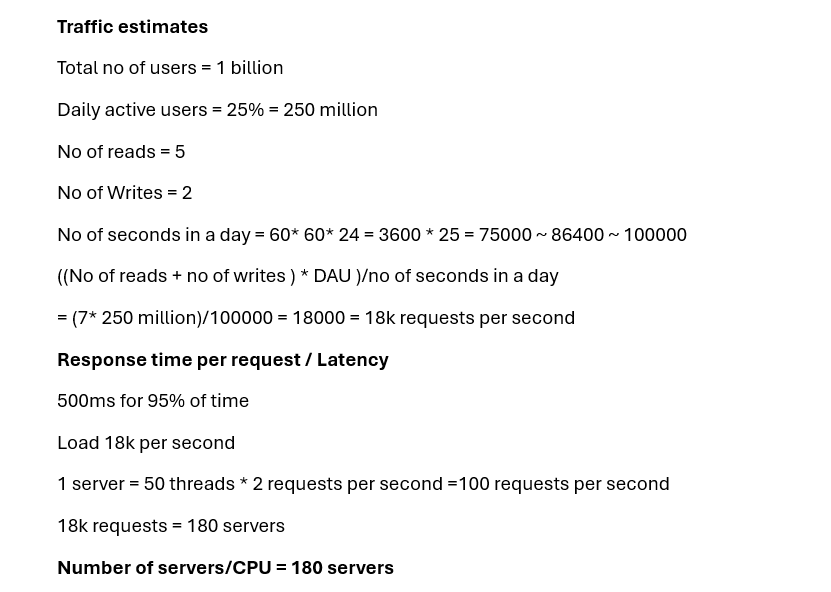 Traffic estimates
Total no of users = 1 billion
Daily active users = 25% = 250 million
No of reads = 5
No of Writes = 2
No of seconds in a day = 60* 60* 24 = 3600 * 25 = 75000 ~ 86400 ~ 100000
((No of reads + no of writes ) * DAU )/no of seconds in a day
= (7* 250 million)/100000 = 18000 = 18k requests per second
Response time per request / Latency
500ms for 95% of time
Load 18k per second
1 server = 50 threads * 2 requests per second =100 requests per second
18k requests = 180 servers
Number of servers/CPU = 180 servers